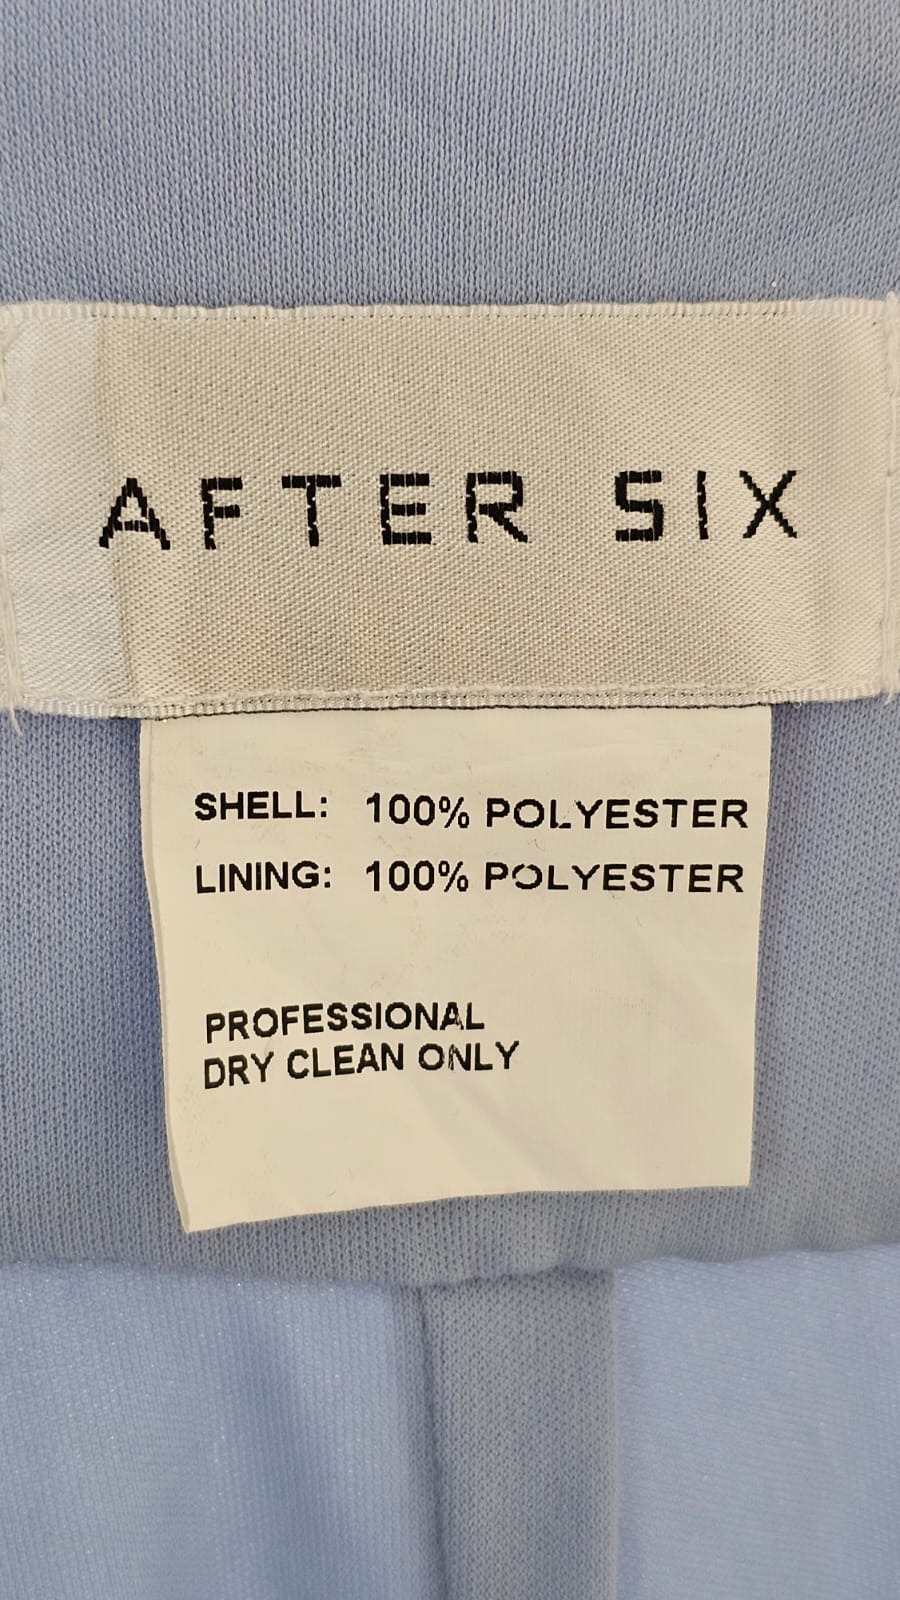 AFTER SIX
SHELL: 100% POLYESTER
LINING: 100% POLYESTER
PROFESSIONAL
DRY CLEAN ONLY